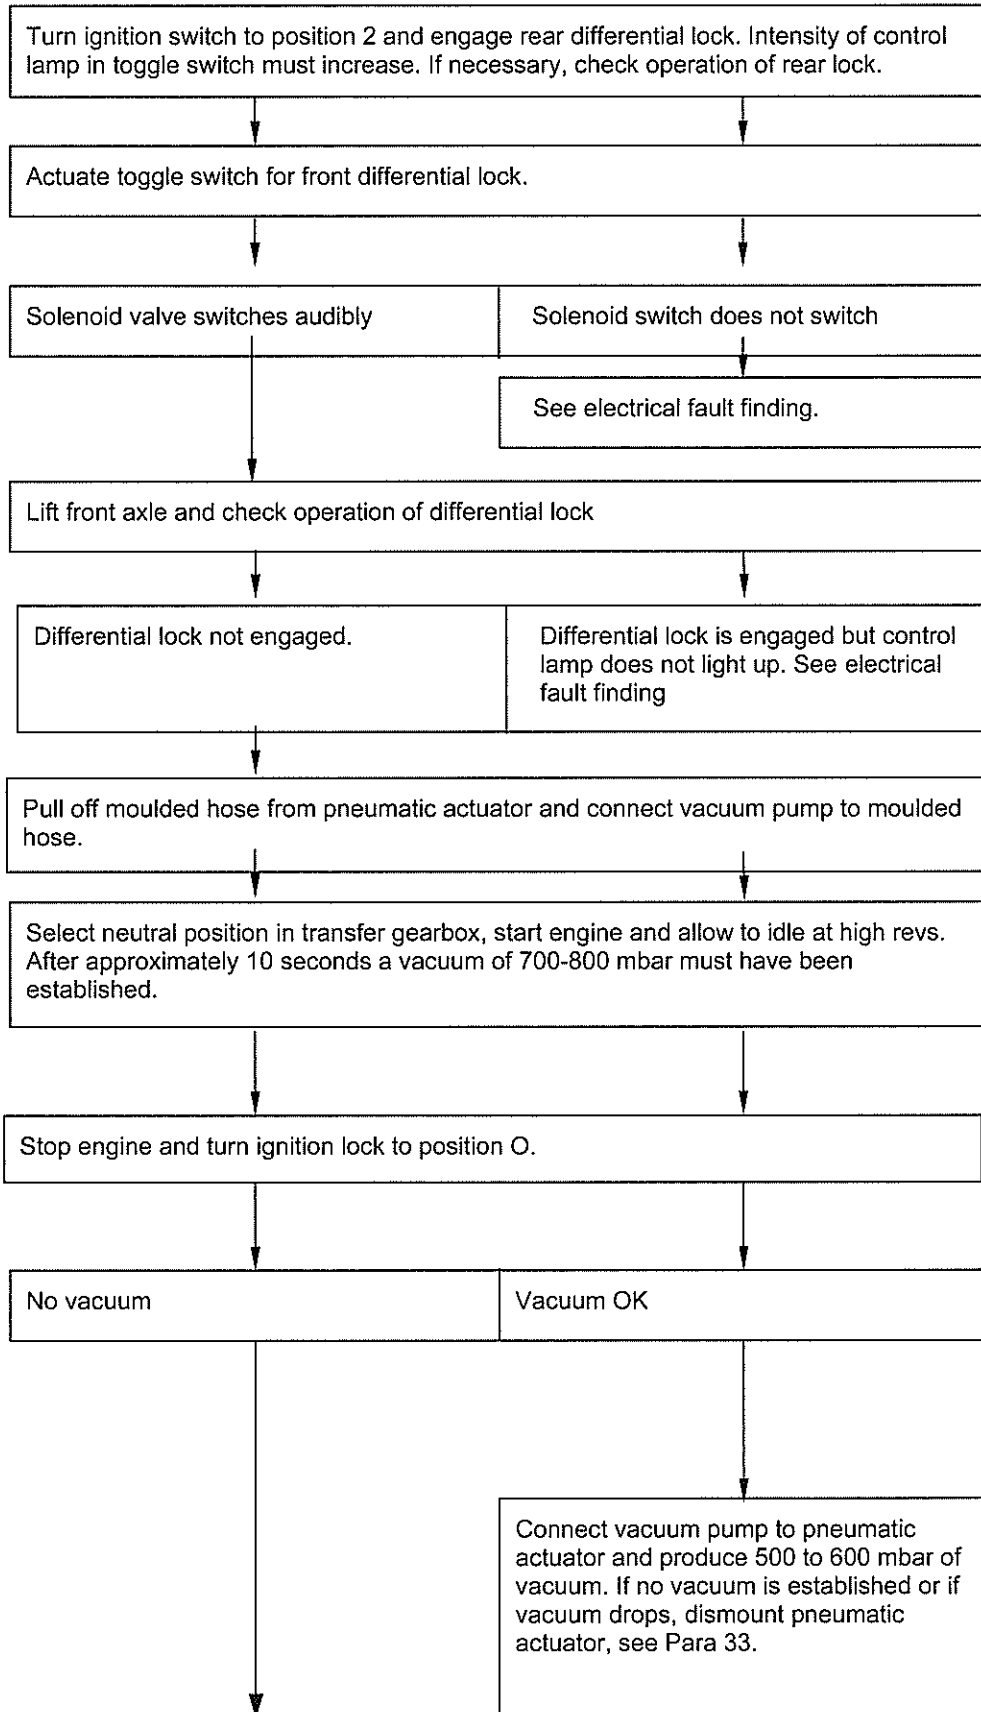 Turn ignition switch to position 2 and engage rear differential lock. Intensity of control
lamp in toggle switch must increase. If necessary, check operation of rear lock.
Actuate toggle switch for front differential lock.
Solenoid valve switches audibly
Solenoid switch does not switch
See electrical fault finding.
Lift front axle and check operation of differential lock
Differential lock not engaged.
Differential lock is engaged but control
lamp does not light up. See electrical
fault finding
Pull off moulded hose from pneumatic actuator and connect vacuum pump to moulded
hose.
Select neutral position in transfer gearbox, start engine and allow to idle at high revs.
After approximately 10 seconds a vacuum of 700-800 mbar must have been
established.
Stop engine and turn ignition lock to position O.
No vacuum
Vacuum OK
Connect vacuum pump to pneumatic
actuator and produce 500 to 600 mbar of
vacuum. If no vacuum is established or if
vacuum drops, dismount pneumatic
actuator, see Para 33.